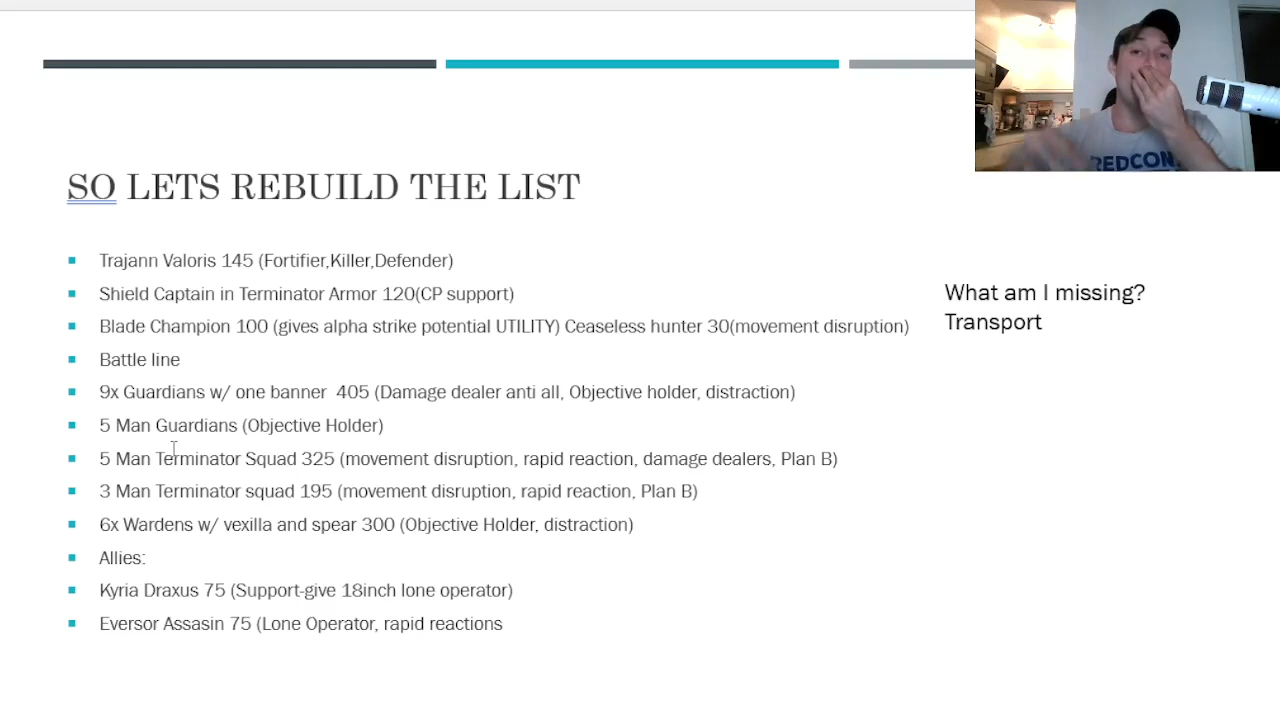 SO LETS REBUILD THE LIST
Trajann Valoris 145 (Fortifier,Killer,Defender)
Shield Captain in Terminator Armor 120(CP support)
Blade Champion 100 (gives alpha strike potential UTILITY) Ceaseless hunter 30(movement disruption)
Battle line
9x Guardians w/ one banner  405 (Damage dealer anti all, Objective holder, distraction)
5 Man Guardians (Objective Holder)
5 Man Terminator Squad 325 (movement disruption, rapid reaction, damage dealers, Plan B)
3 Man Terminator squad 195 (movement disruption, rapid reaction, Plan B)
6x Wardens w/ vexilla and spear 300 (Objective Holder, distraction)
Allies:
Kyria Draxus 75 (Support-give 18inch lone operator)
Eversor Assasin 75 (Lone Operator, rapid reactions
What am I missing?
Transport
REDCON